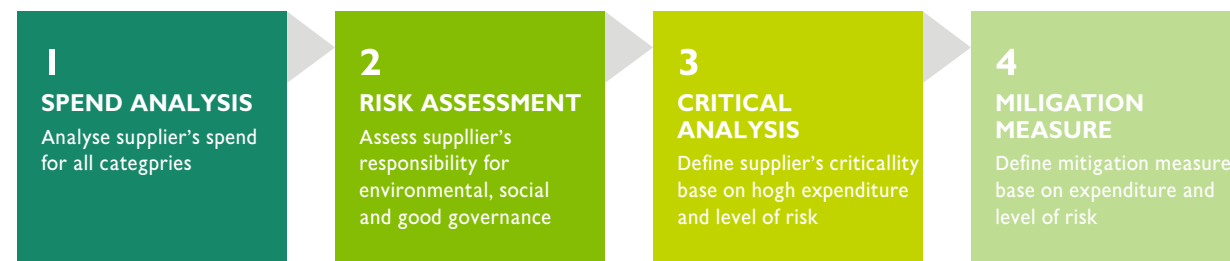 1
SPEND ANALYSIS
Analyse supplier's spend
for all categpries
2
RISK ASSESSMENT
Assess suppllier's
responsibility for
environmental, social
and good governance
3
CRITICAL
ANALYSIS
Define supplier's criticallity
base on hogh expenditure
and level of risk
4
MILIGATION
MEASURE
Define mitigation measure
base on expenditure and
level of risk